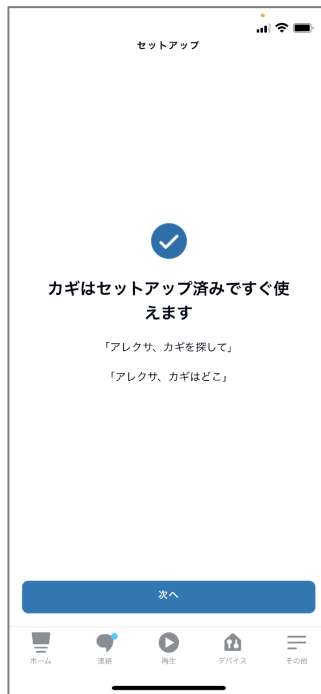 セットアップ
カギはセットアップ済みですぐ使
えます
「アレクサ、カギを探して」
「アレクサ、カギはどこ」
次へ
ホーム
連絡
再生
デバイス
その他